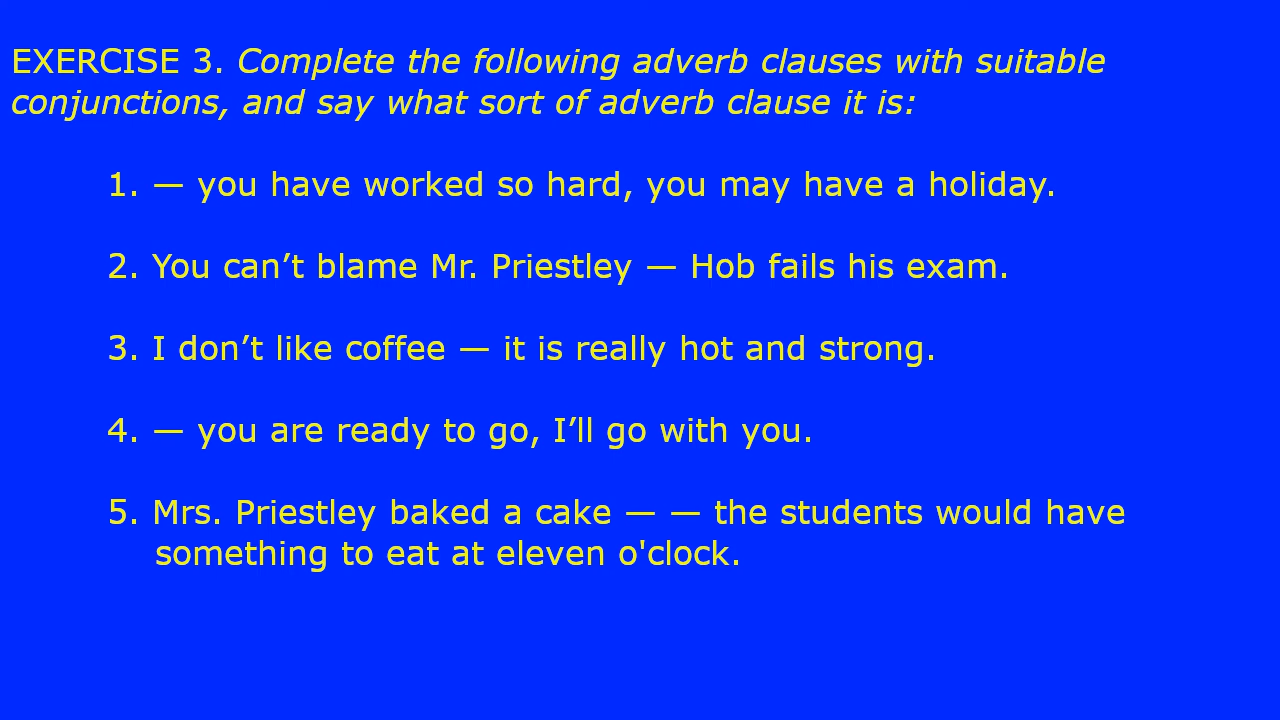 EXERCISE 3. Complete the following adverb clauses with suitable
conjunctions, and say what sort of adverb clause it is:
1. — you have worked so hard, you may have a holiday.
2. You can’t blame Mr. Priestley — Hob fails his exam.
3. I don’t like coffee — it is really hot and strong.
4. — you are ready to go, I’ll go with you.
5. Mrs. Priestley baked a cake — — the students would have
something to eat at eleven o'clock.